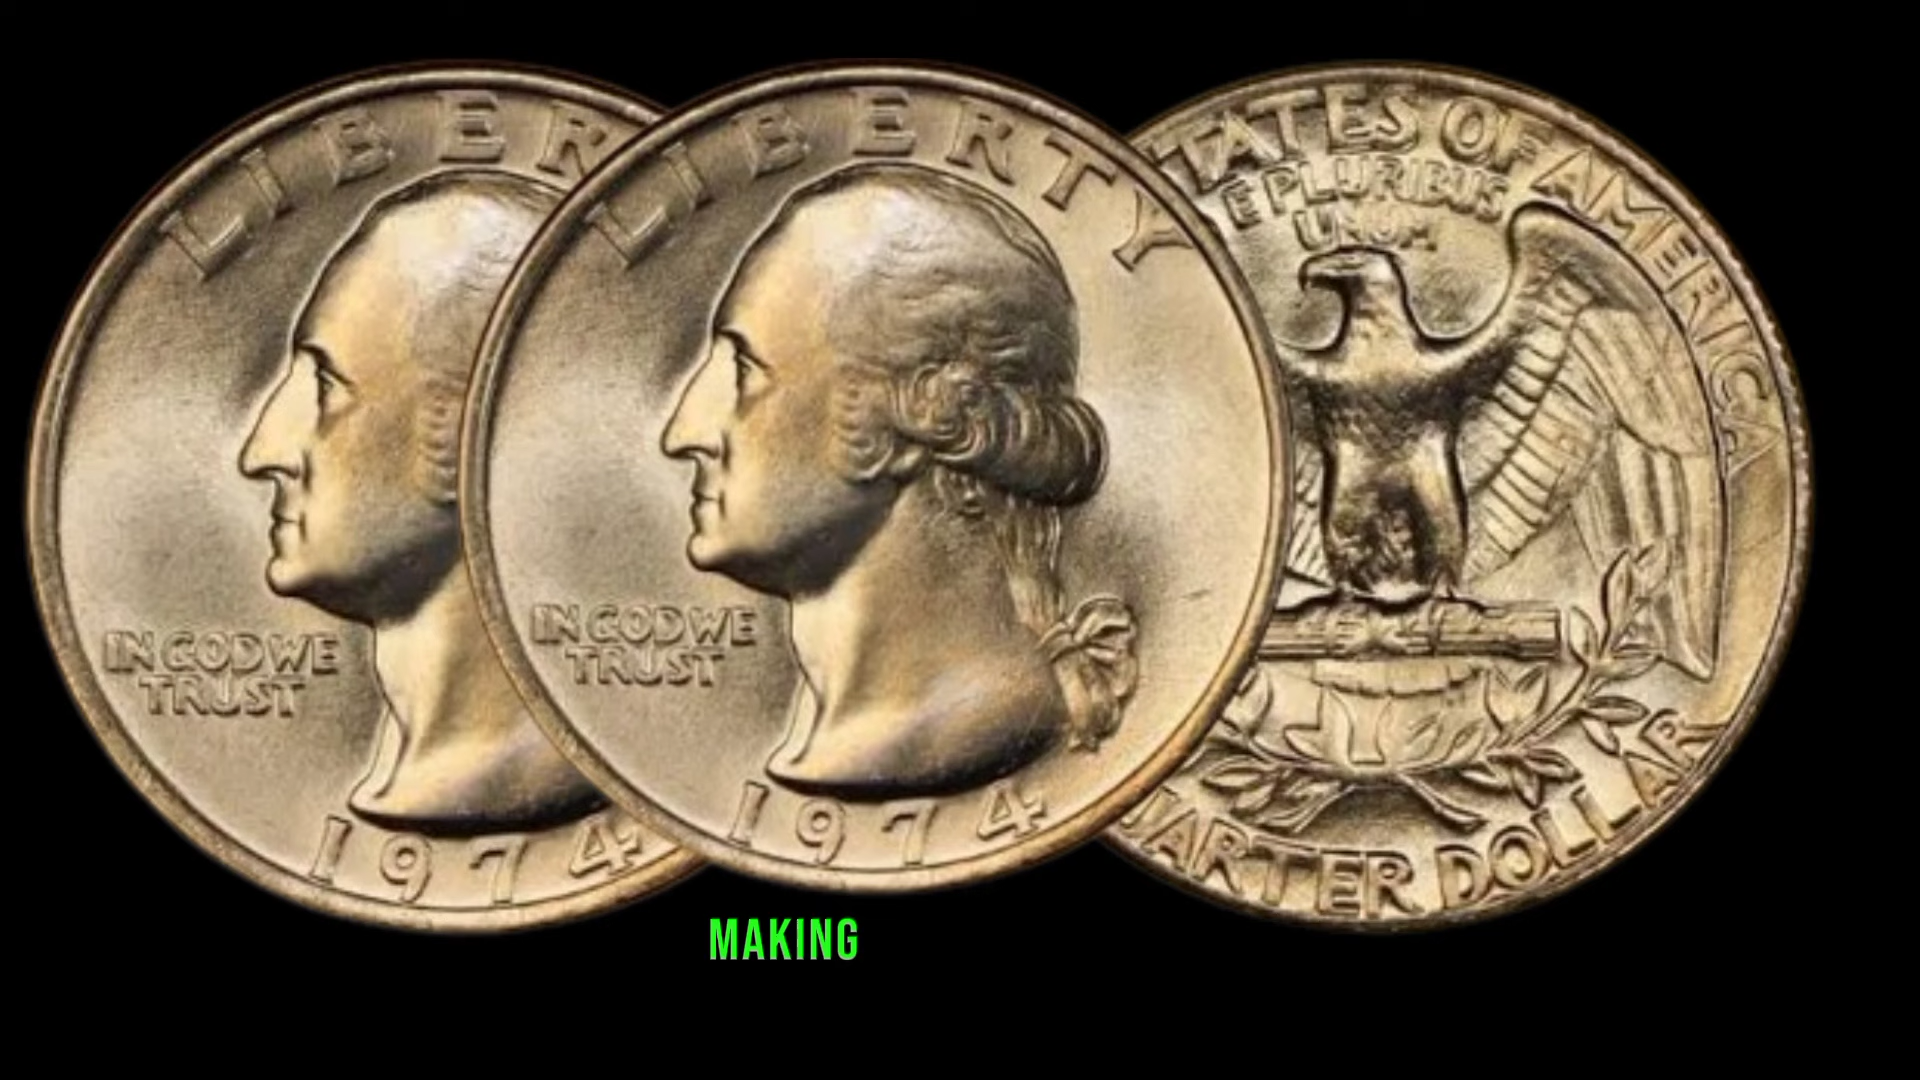 LIBER
IN GOD WE
TRUST
1974
LIBERTY
IN GOD WE
TRUST
1974
STATES OF AMERICA
E PLURIBUS
UNUM
QUARTER DOLLAR
MAKING